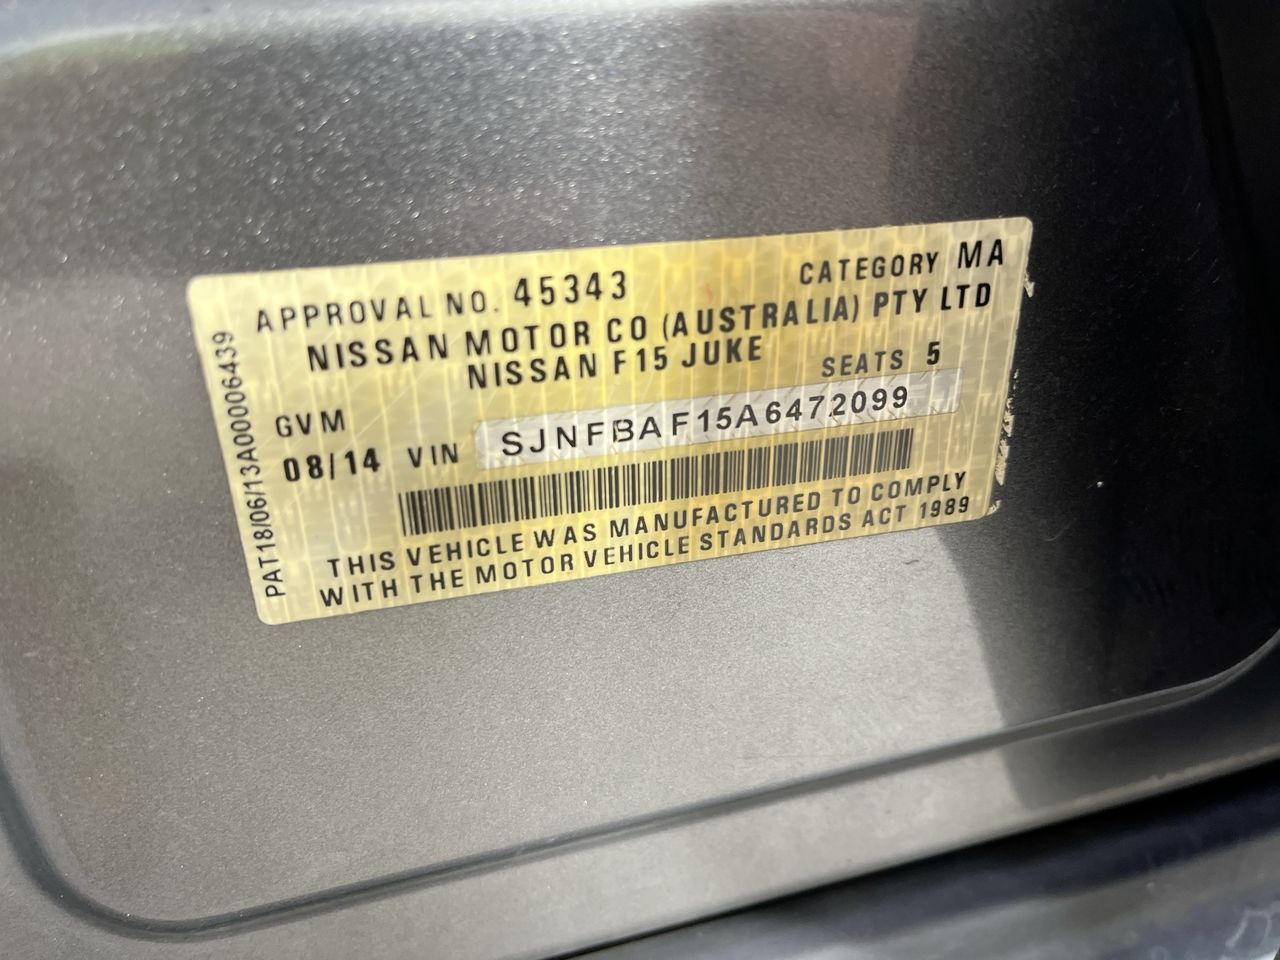 APPROVAL NO. 45343 CATEGORY MA
NISSAN MOTOR CO (AUSTRALIA) PTY LTD
NISSAN F15 JUKE
SEATS 5
GVM
08/14 VIN SJNFBAF15A6472099
THIS VEHICLE WAS MANUFACTURED TO COMPLY
WITH THE MOTOR VEHICLE STANDARDS ACT 1989
PAT18/06/13A00006439